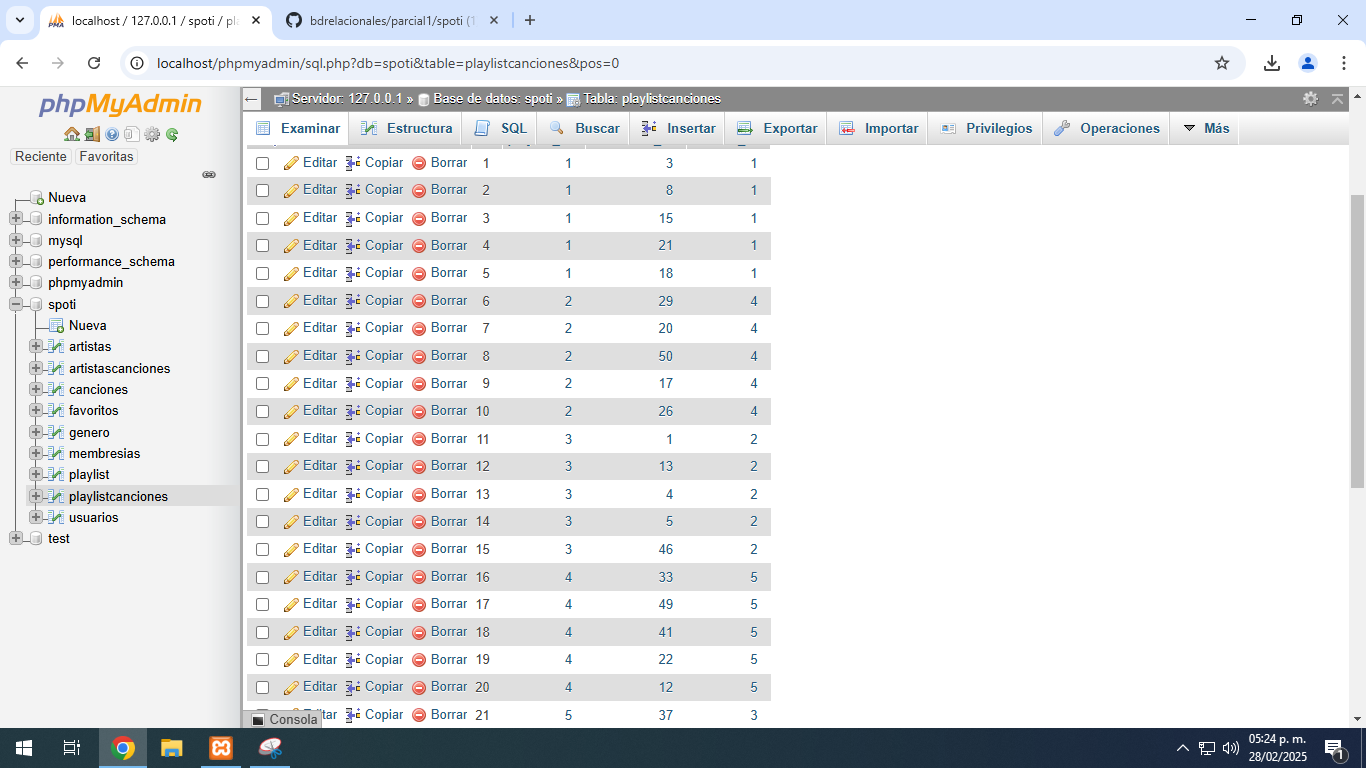 localhost / 127.0.0.1 / spoti / pla
bdrelacionales/parcial1/spoti (1
localhost/phpmyadmin/sql.php?db=spoti&table=playlistcanciones&pos=0
phpMyAdmin
Reciente Favoritas
Nueva
information_schema
mysql
performance_schema
phpmyadmin
spoti
Nueva
artistas
artistascanciones
canciones
favoritos
genero
membresias
playlist
playlistcanciones
usuarios
test
Servidor: 127.0.0.1 » Base de datos: spoti » Tabla: playlistcanciones
Examinar Estructura SQL Buscar Insertar Exportar Importar Privilegios Operaciones Más
Editar Copiar Borrar 1 1 3 1
Editar Copiar Borrar 2 1 8 1
Editar Copiar Borrar 3 1 15 1
Editar Copiar Borrar 4 1 21 1
Editar Copiar Borrar 5 1 18 1
Editar Copiar Borrar 6 2 29 4
Editar Copiar Borrar 7 2 20 4
Editar Copiar Borrar 8 2 50 4
Editar Copiar Borrar 9 2 17 4
Editar Copiar Borrar 10 2 26 4
Editar Copiar Borrar 11 3 1 2
Editar Copiar Borrar 12 3 13 2
Editar Copiar Borrar 13 3 4 2
Editar Copiar Borrar 14 3 5 2
Editar Copiar Borrar 15 3 46 2
Editar Copiar Borrar 16 4 33 5
Editar Copiar Borrar 17 4 49 5
Editar Copiar Borrar 18 4 41 5
Editar Copiar Borrar 19 4 22 5
Editar Copiar Borrar 20 4 12 5
Editar Copiar Borrar 21 5 37 3
Consola
05:24 p. m.
28/02/2025
1